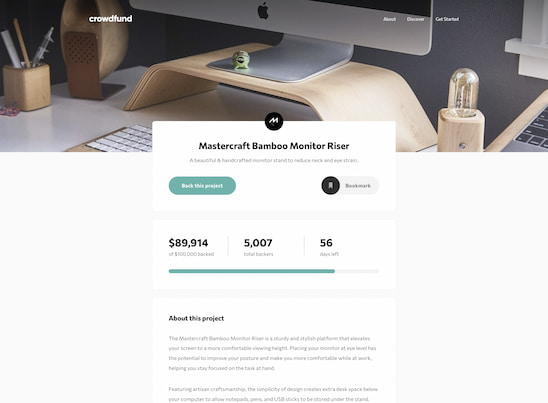 crowdfund
About Discover Get Started
Mastercraft Bamboo Monitor Riser
A beautiful & handcrafted monitor stand to reduce neck and eye strain.
Back this project
Bookmark
$89,914 5,007 56
of $100,000 backed total backers days left
About this project
The Mastercraft Bamboo Monitor Riser is a sturdy and stylish platform that elevates
your screen to a more comfortable viewing height. Placing your monitor at eye level has
the potential to improve your posture and make you more comfortable while at work,
helping you stay focused on the task at hand.
Featuring artisan craftsmanship, the simplicity of design creates extra desk space below
your computer to allow notepads, pens, and USB sticks to be stored under the stand.